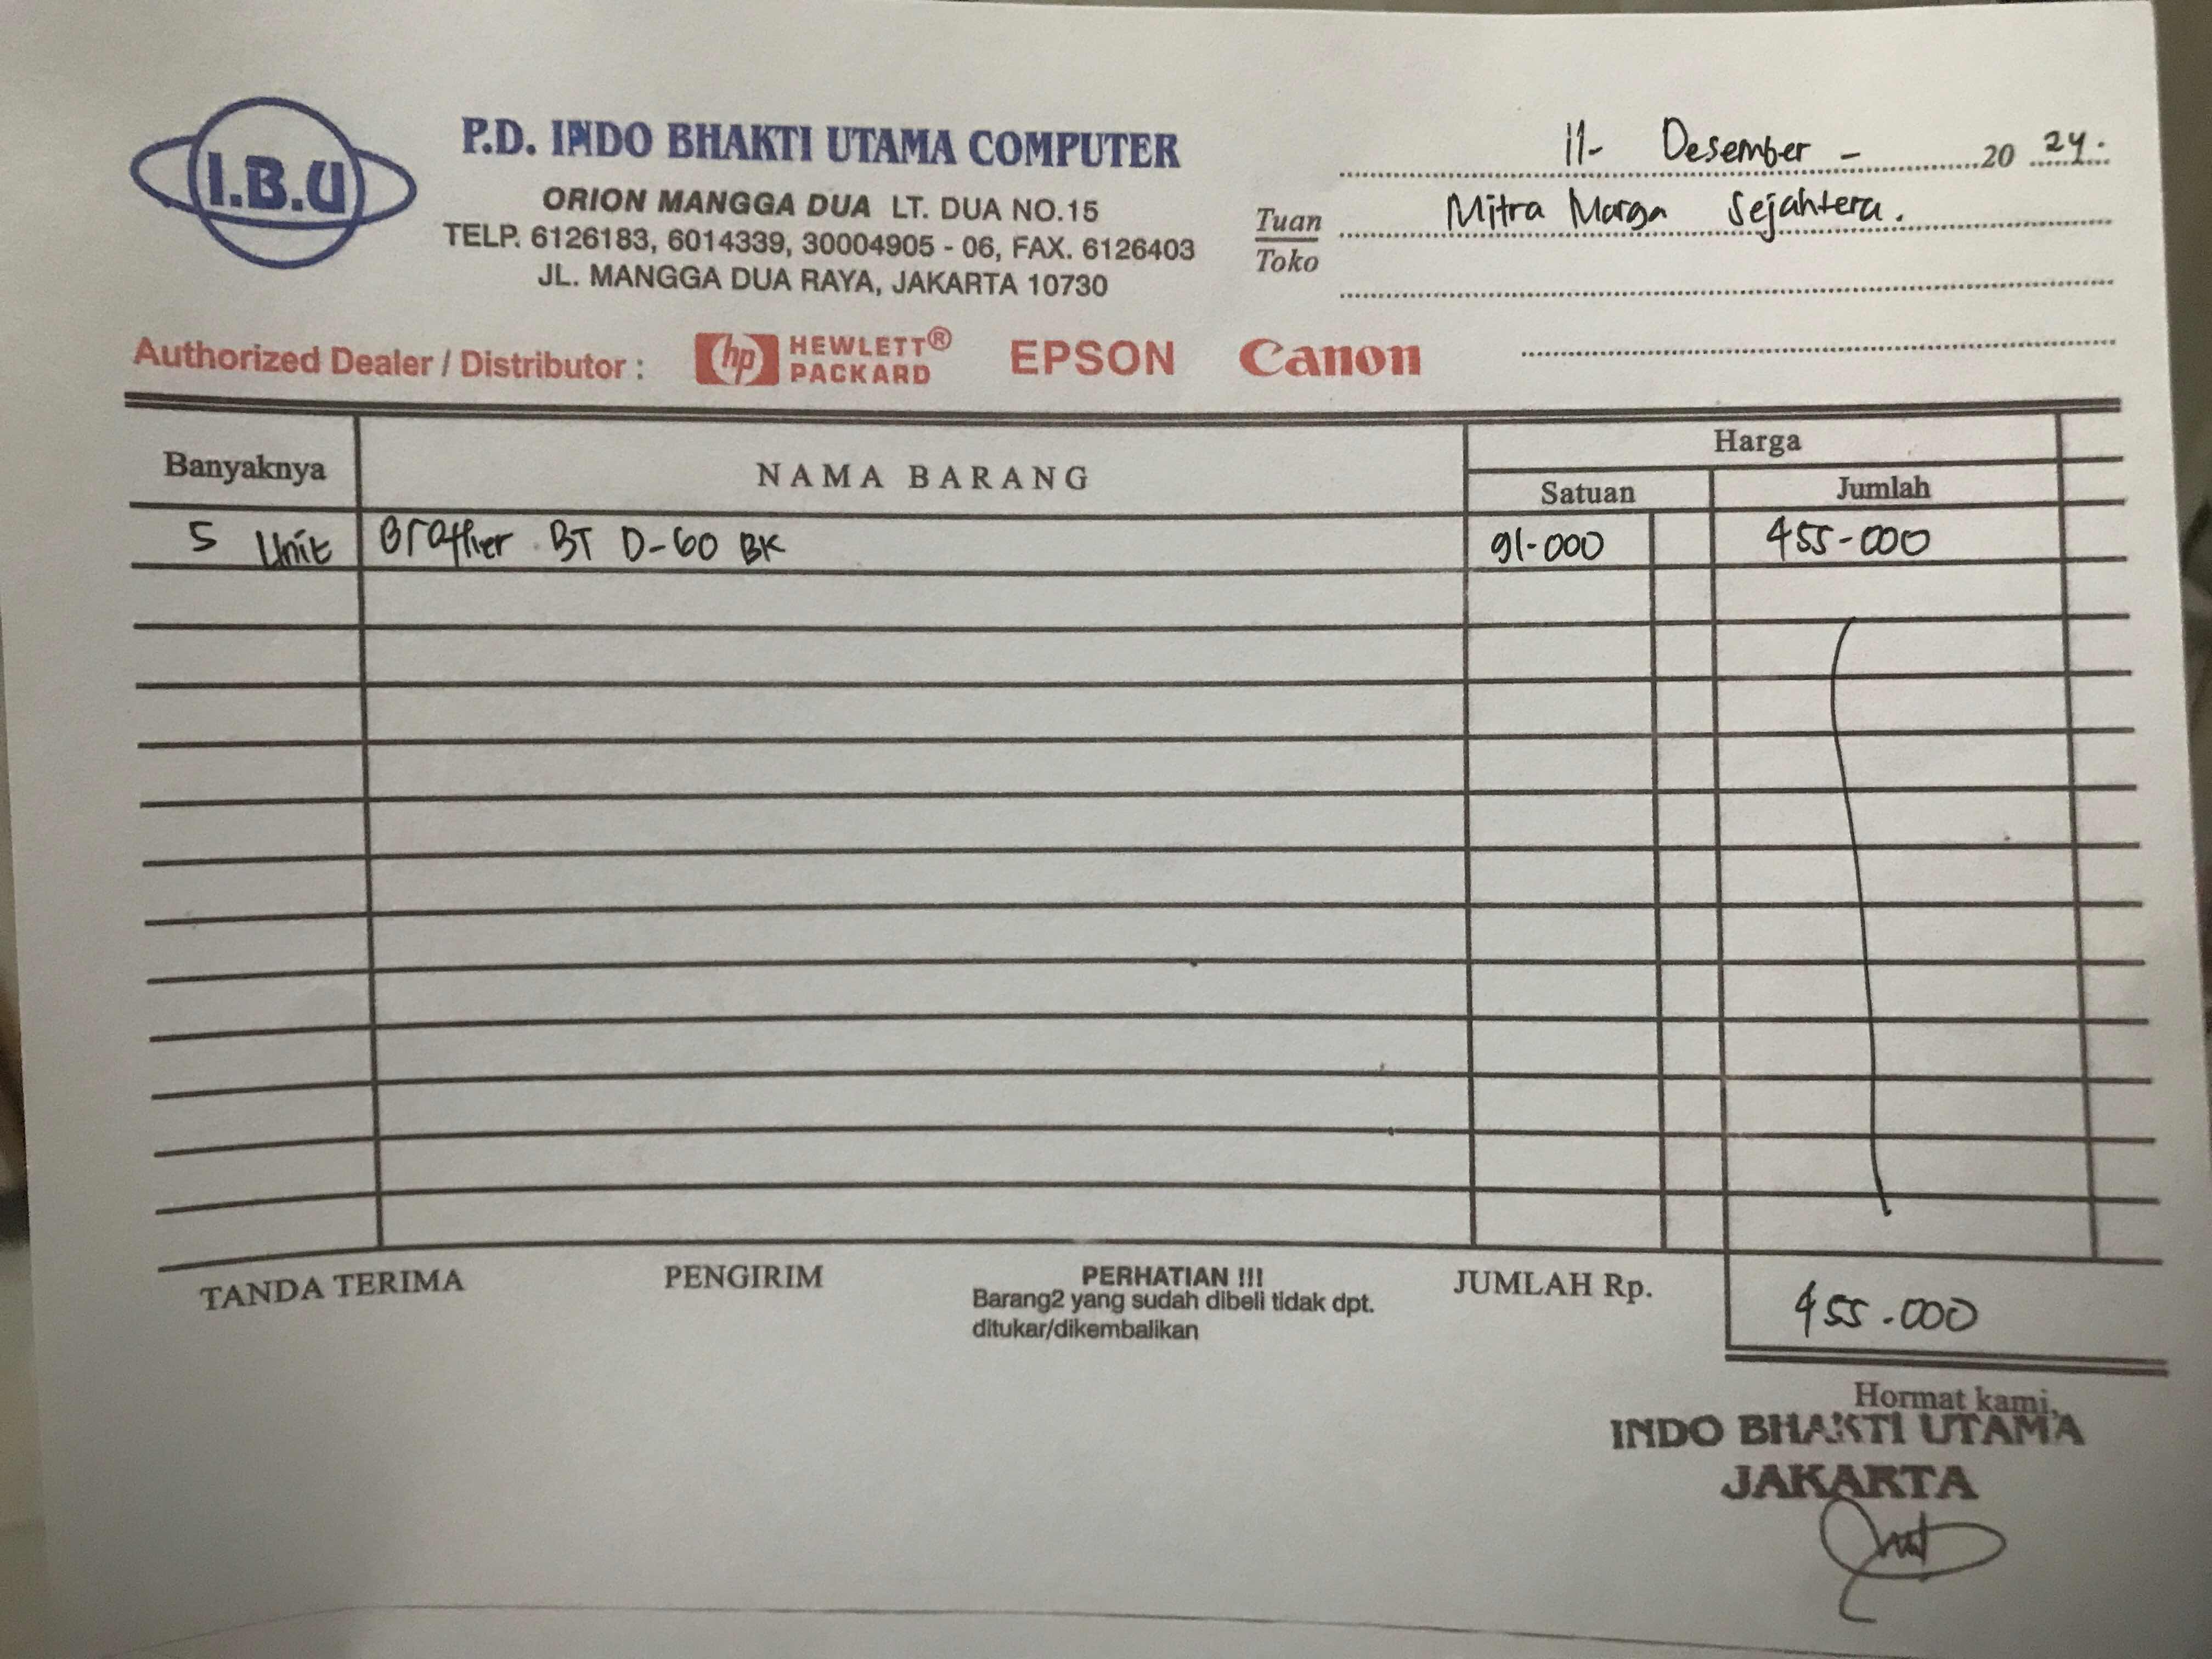 I.B.U
P.D. INDO BHAKTI UTAMA COMPUTER
ORION MANGGA DUA LT. DUA NO.15
TELP. 6126183, 6014339, 30004905 - 06, FAX. 6126403
JL. MANGGA DUA RAYA, JAKARTA 10730
11- Desember - 20 24.
Tuan Mitra Marga Sejahtera.
Toko
Authorized Dealer / Distributor : hp HEWLETT® PACKARD EPSON Canon
Banyaknya NAMA BARANG Harga
Satuan Jumlah
5 Unit Brother BT D-60 BK 91-000 455-000
TANDA TERIMA PENGIRIM PERHATIAN !!! JUMLAH Rp. 455.000
Barang2 yang sudah dibeli tidak dpt.
ditukar/dikembalikan
Hormat kami,
INDO BHAKTI UTAMA
JAKARTA